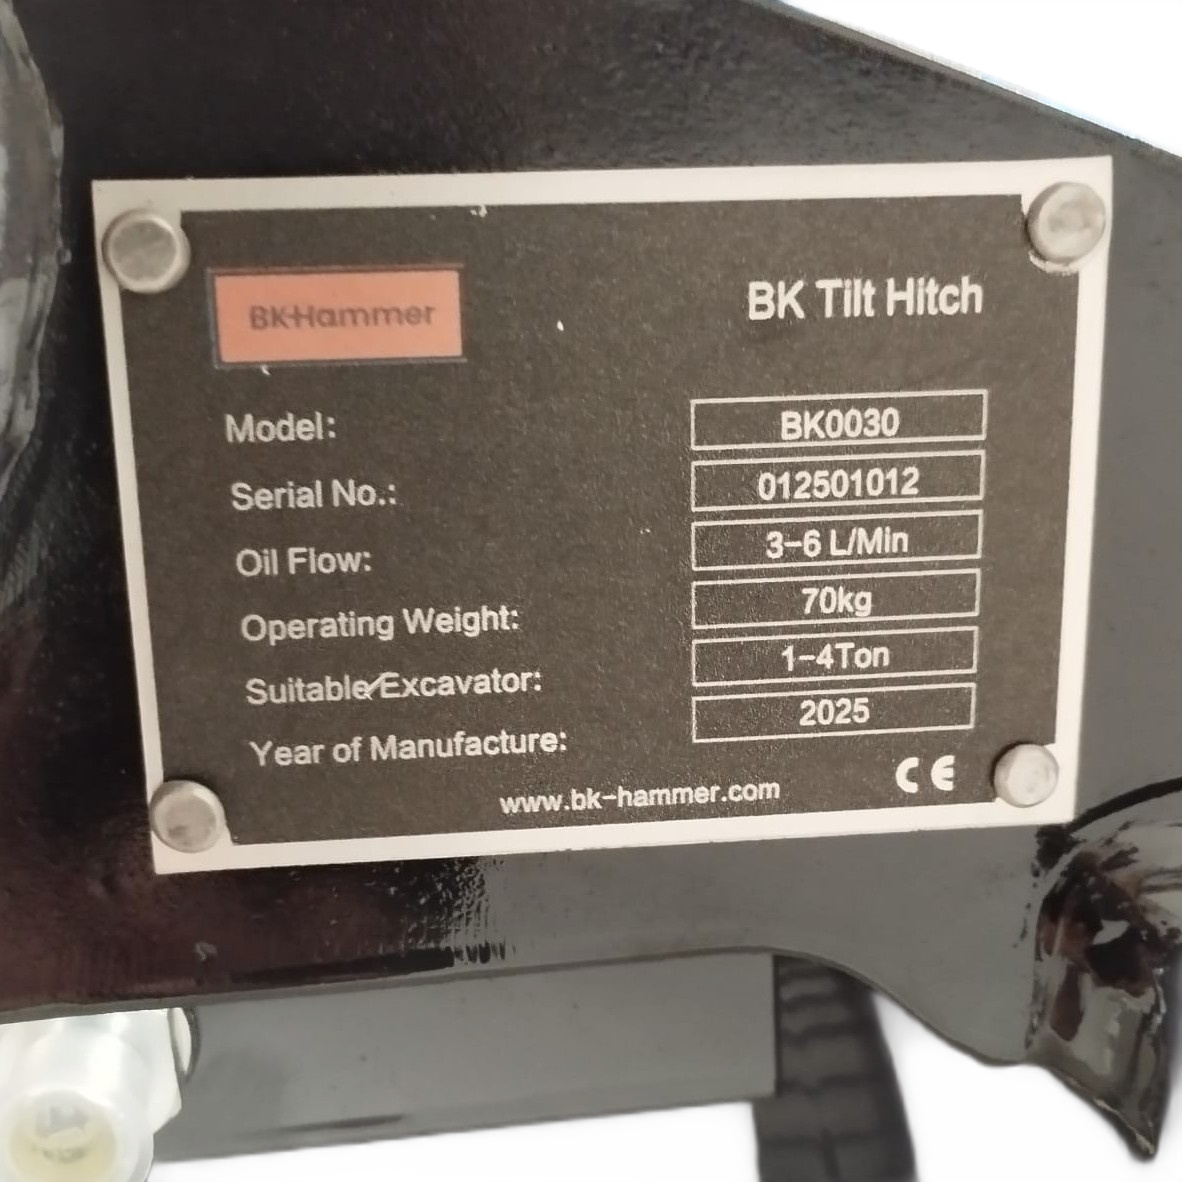 BK-Hammer
BK Tilt Hitch
Model: BK0030
Serial No.: 012501012
Oil Flow: 3-6 L/Min
Operating Weight: 70kg
Suitable Excavator: 1-4Ton
Year of Manufacture: 2025
www.bk-hammer.com
CE